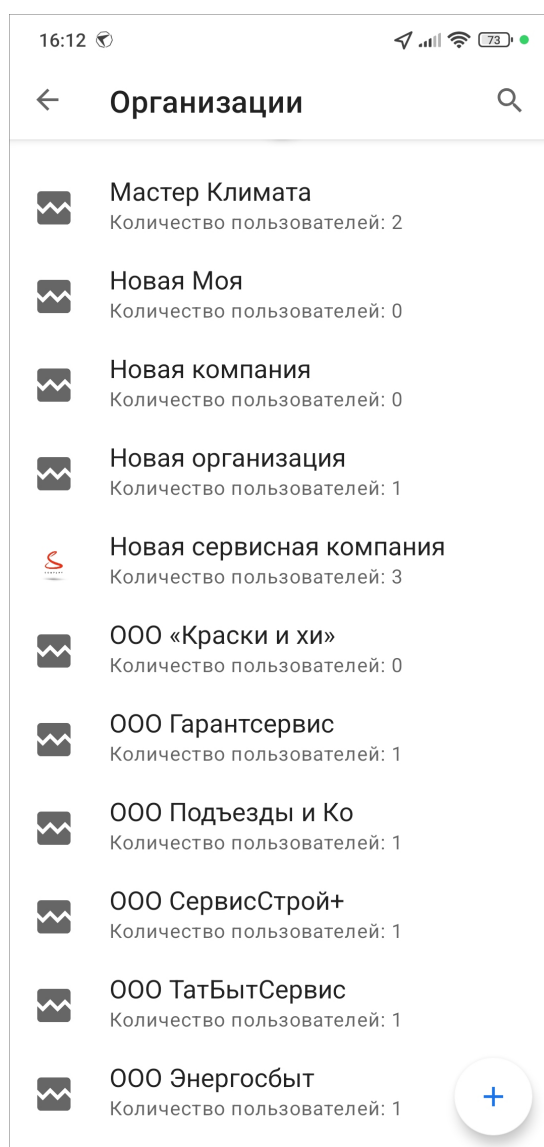 16:12
73
Организации
Мастер Климата
Количество пользователей: 2
Новая Моя
Количество пользователей: 0
Новая компания
Количество пользователей: 0
Новая организация
Количество пользователей: 1
Новая сервисная компания
Количество пользователей: 3
ООО «Краски и хи»
Количество пользователей: 0
ООО Гарантсервис
Количество пользователей: 1
ООО Подъезды и Ко
Количество пользователей: 1
ООО СервисСтрой+
Количество пользователей: 1
ООО ТатБытСервис
Количество пользователей: 1
ООО Энергосбыт
Количество пользователей: 1